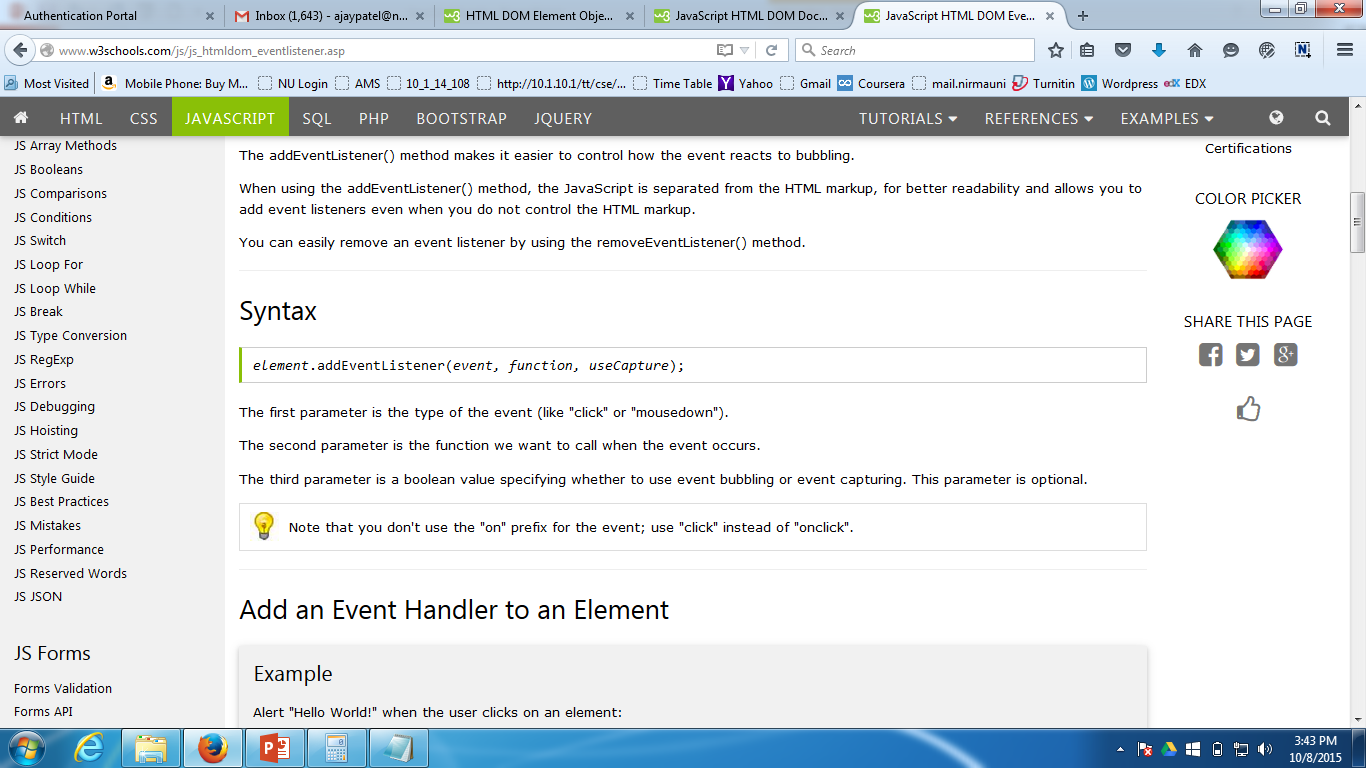 Authentication Portal
Inbox (1,643) - ajaypatel@n...
HTML DOM Element Obje...
JavaScript HTML DOM Doc...
JavaScript HTML DOM Eve...
www.w3schools.com/js/js_htmldom_eventlistener.asp
Search
Most Visited
Mobile Phone: Buy M...
NU Login
AMS
10_1_14_108
http://10.1.10.1/tt/cse/...
Time Table
Yahoo
Gmail
Coursera
mail.nirmauni
Turnitin
Wordpress
edX EDX
HTML
CSS
JAVASCRIPT
SQL
PHP
BOOTSTRAP
JQUERY
TUTORIALS
REFERENCES
EXAMPLES
JS Array Methods
JS Booleans
JS Comparisons
JS Conditions
JS Switch
JS Loop For
JS Loop While
JS Break
JS Type Conversion
JS RegExp
JS Errors
JS Debugging
JS Hoisting
JS Strict Mode
JS Style Guide
JS Best Practices
JS Mistakes
JS Performance
JS Reserved Words
JS JSON
JS Forms
Forms Validation
Forms API
The addEventListener() method makes it easier to control how the event reacts to bubbling.
When using the addEventListener() method, the JavaScript is separated from the HTML markup, for better readability and allows you to
add event listeners even when you do not control the HTML markup.
You can easily remove an event listener by using the removeEventListener() method.
Syntax
element.addEventListener(event, function, useCapture);
The first parameter is the type of the event (like "click" or "mousedown").
The second parameter is the function we want to call when the event occurs.
The third parameter is a boolean value specifying whether to use event bubbling or event capturing. This parameter is optional.
Note that you don't use the "on" prefix for the event; use "click" instead of "onclick".
Add an Event Handler to an Element
Example
Alert "Hello World!" when the user clicks on an element:
Certifications
COLOR PICKER
SHARE THIS PAGE
3:43 PM
10/8/2015